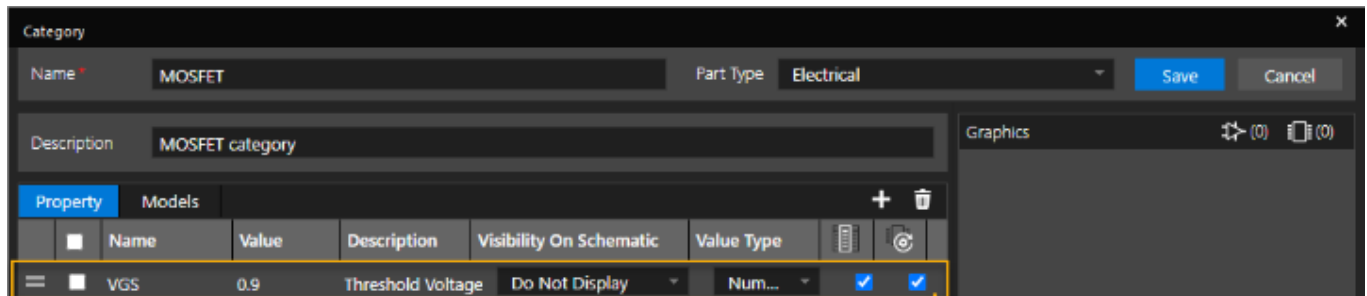 Category
Name* MOSFET Part Type Electrical Save Cancel
Description MOSFET category
Graphics (0) (0)
Property Models
Name Value Description Visibility On Schematic Value Type
VGS 0.9 Threshold Voltage Do Not Display Num...